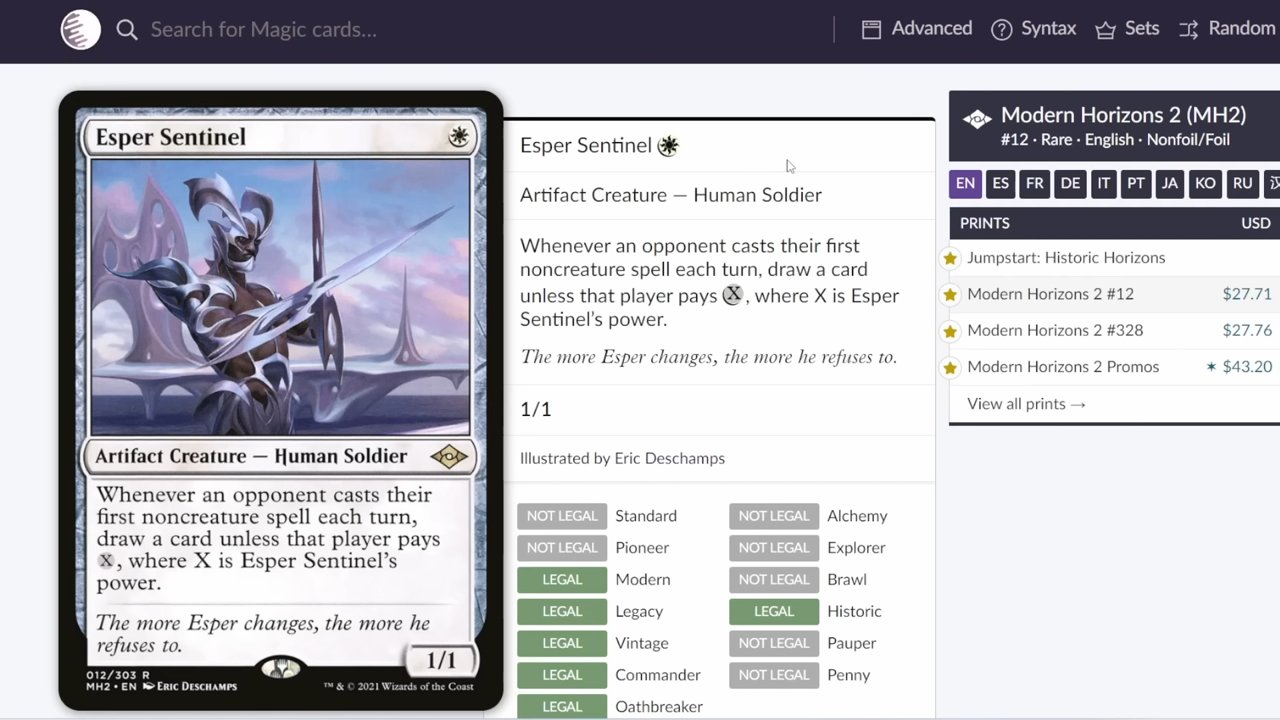 Search for Magic cards...
Advanced
Syntax
Sets
Random
Esper Sentinel
Artifact Creature — Human Soldier
Whenever an opponent casts their
first noncreature spell each turn,
draw a card unless that player pays
X, where X is Esper Sentinel's
power.
The more Esper changes, the more he
refuses to.
1/1
012/303 R
MH2 • EN ERIC DESCHAMPS
™ & © 2021 Wizards of the Coast
Esper Sentinel
Artifact Creature — Human Soldier
Whenever an opponent casts their first
noncreature spell each turn, draw a card
unless that player pays X, where X is Esper
Sentinel's power.
The more Esper changes, the more he refuses to.
1/1
Illustrated by Eric Deschamps
NOT LEGAL Standard
NOT LEGAL Alchemy
NOT LEGAL Pioneer
NOT LEGAL Explorer
LEGAL Modern
NOT LEGAL Brawl
LEGAL Legacy
LEGAL Historic
LEGAL Vintage
NOT LEGAL Pauper
LEGAL Commander
NOT LEGAL Penny
LEGAL Oathbreaker
Modern Horizons 2 (MH2)
#12 · Rare · English · Nonfoil/Foil
EN ES FR DE IT PT JA KO RU
PRINTS USD
Jumpstart: Historic Horizons
Modern Horizons 2 #12 $27.71
Modern Horizons 2 #328 $27.76
Modern Horizons 2 Promos ✶ $43.20
View all prints →